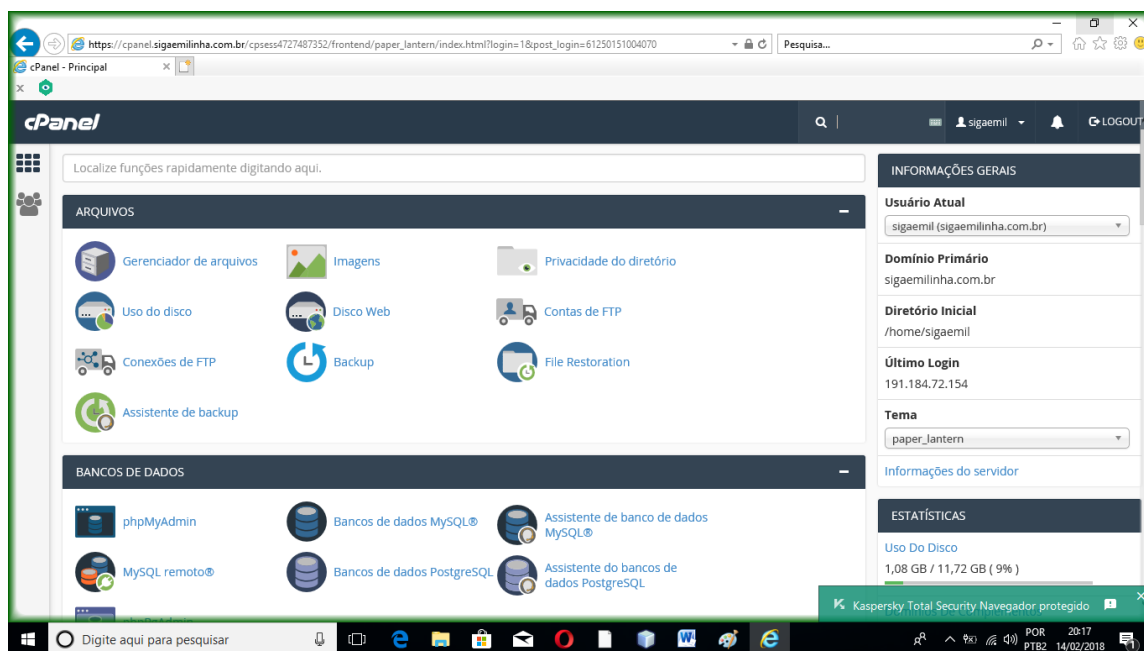 https://cpanel.sigaemilinha.com.br/cpsess4727487352/frontend/paper_lantern/index.html?login=1&post_login=61250151004070
Pesquisa...
cPanel - Principal
cPanel
sigaemil
LOGOUT
Localize funções rapidamente digitando aqui.
ARQUIVOS
Gerenciador de arquivos
Imagens
Privacidade do diretório
Uso do disco
Disco Web
Contas de FTP
Conexões de FTP
Backup
File Restoration
Assistente de backup
BANCOS DE DADOS
phpMyAdmin
Bancos de dados MySQL®
Assistente de banco de dados
MySQL®
MySQL remoto®
Bancos de dados PostgreSQL
Assistente do bancos de
dados PostgreSQL
INFORMAÇÕES GERAIS
Usuário Atual
sigaemil (sigaemilinha.com.br)
Domínio Primário
sigaemilinha.com.br
Diretório Inicial
/home/sigaemil
Último Login
191.184.72.154
Tema
paper_lantern
Informações do servidor
ESTATÍSTICAS
Uso Do Disco
1,08 GB / 11,72 GB ( 9% )
Kaspersky Total Security Navegador protegido
Digite aqui para pesquisar
POR
PTB2
20:17
14/02/2018